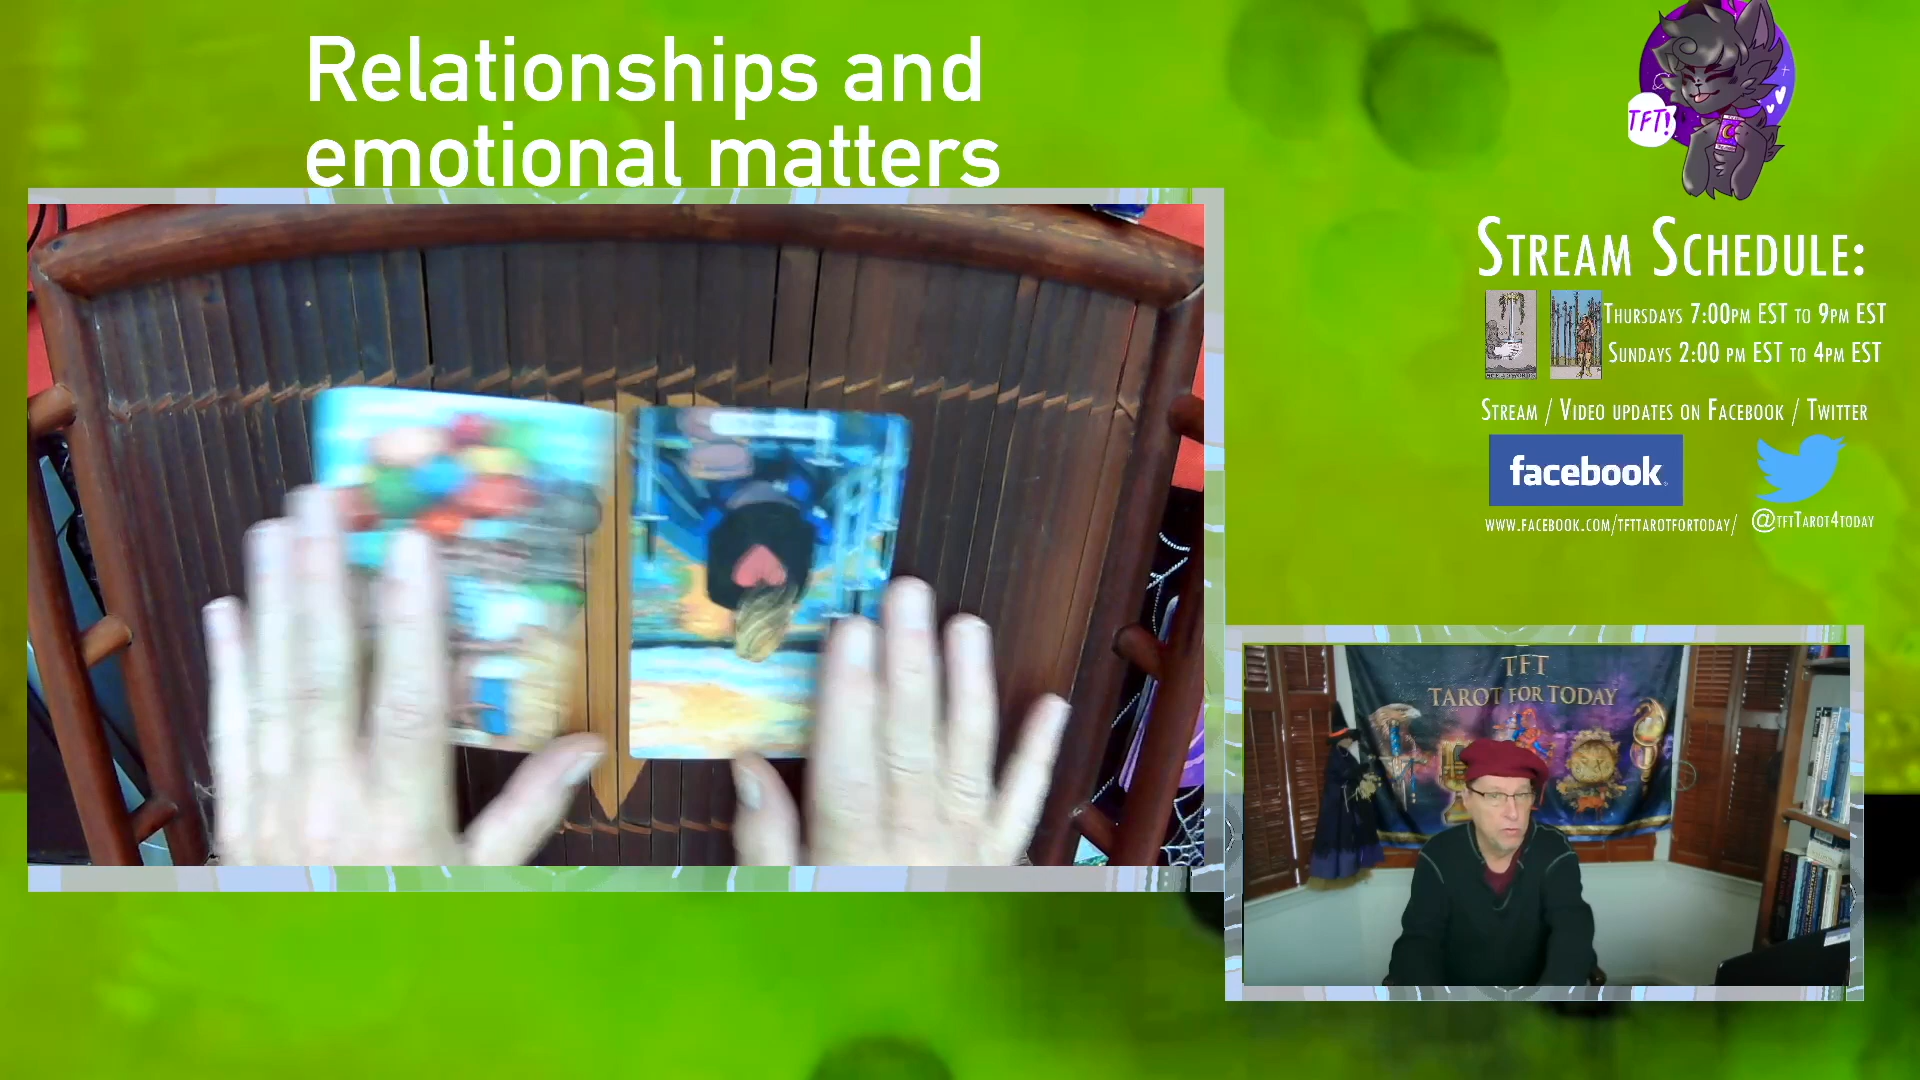 Relationships and
emotional matters
TFT!
STREAM SCHEDULE:
THURSDAYS 7:00PM EST TO 9PM EST
SUNDAYS 2:00 PM EST TO 4PM EST
STREAM / VIDEO UPDATES ON FACEBOOK / TWITTER
facebook
WWW.FACEBOOK.COM/TFTTAROTFORTODAY/
@TFTTAROT4TODAY
TFT
TAROT FOR TODAY